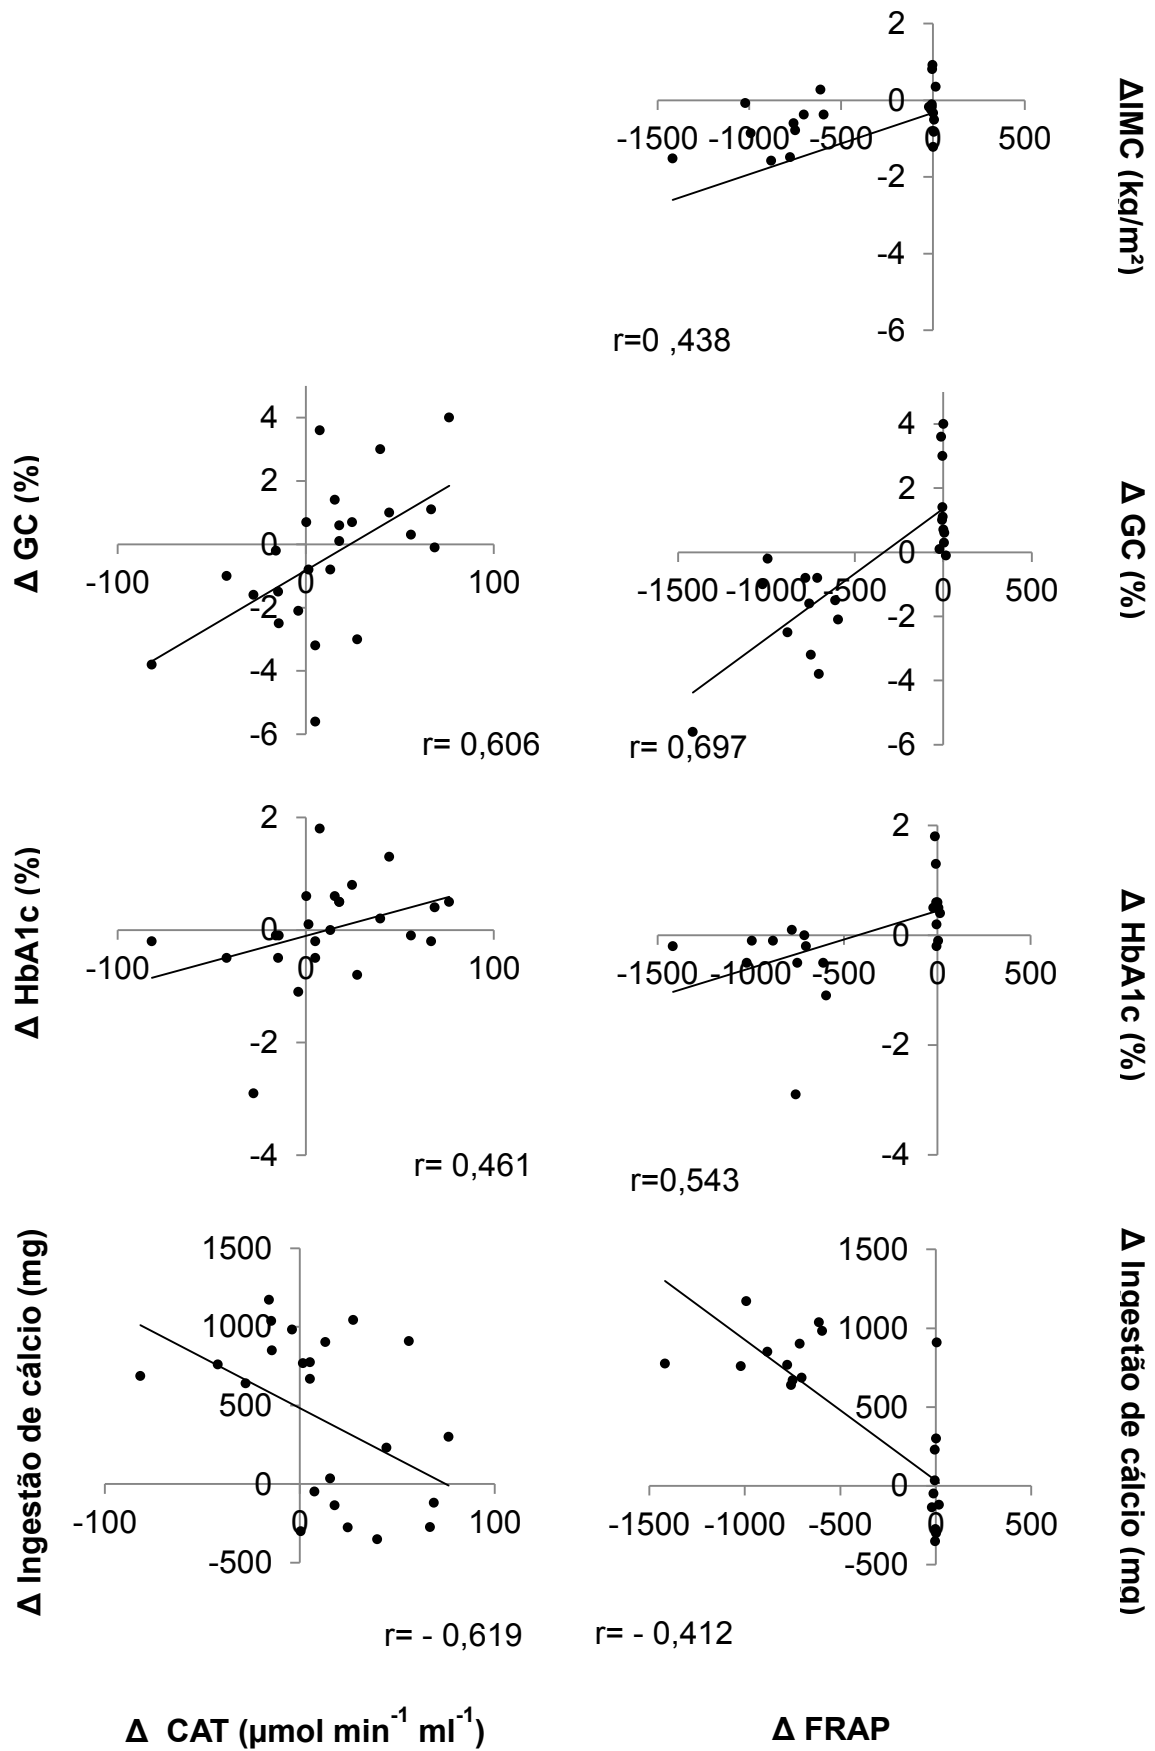 2
0
-1500 -1000 -500 0 500
-2
-4
-6
ΔIMC (kg/m²)
r=0 ,438
Δ GC (%)
4
2
0
-100 0 100
-2
-4
-6
r= 0,606
4
2
0
-1500 -1000 -500 0 500
-2
-4
-6
r= 0,697
Δ GC (%)
Δ HbA1c (%)
2
0
-100 0 100
-2
-4
r= 0,461
2
0
-1500 -1000 -500 0 500
-2
-4
r=0,543
Δ HbA1c (%)
Δ Ingestão de cálcio (mg)
1500
1000
500
0
-100 0 100
-500
r= - 0,619
1500
1000
500
0
-1500 -1000 -500 0 500
-500
r= - 0,412
Δ Ingestão de cálcio (mg)
Δ CAT (µmol min⁻¹ ml⁻¹)
Δ FRAP